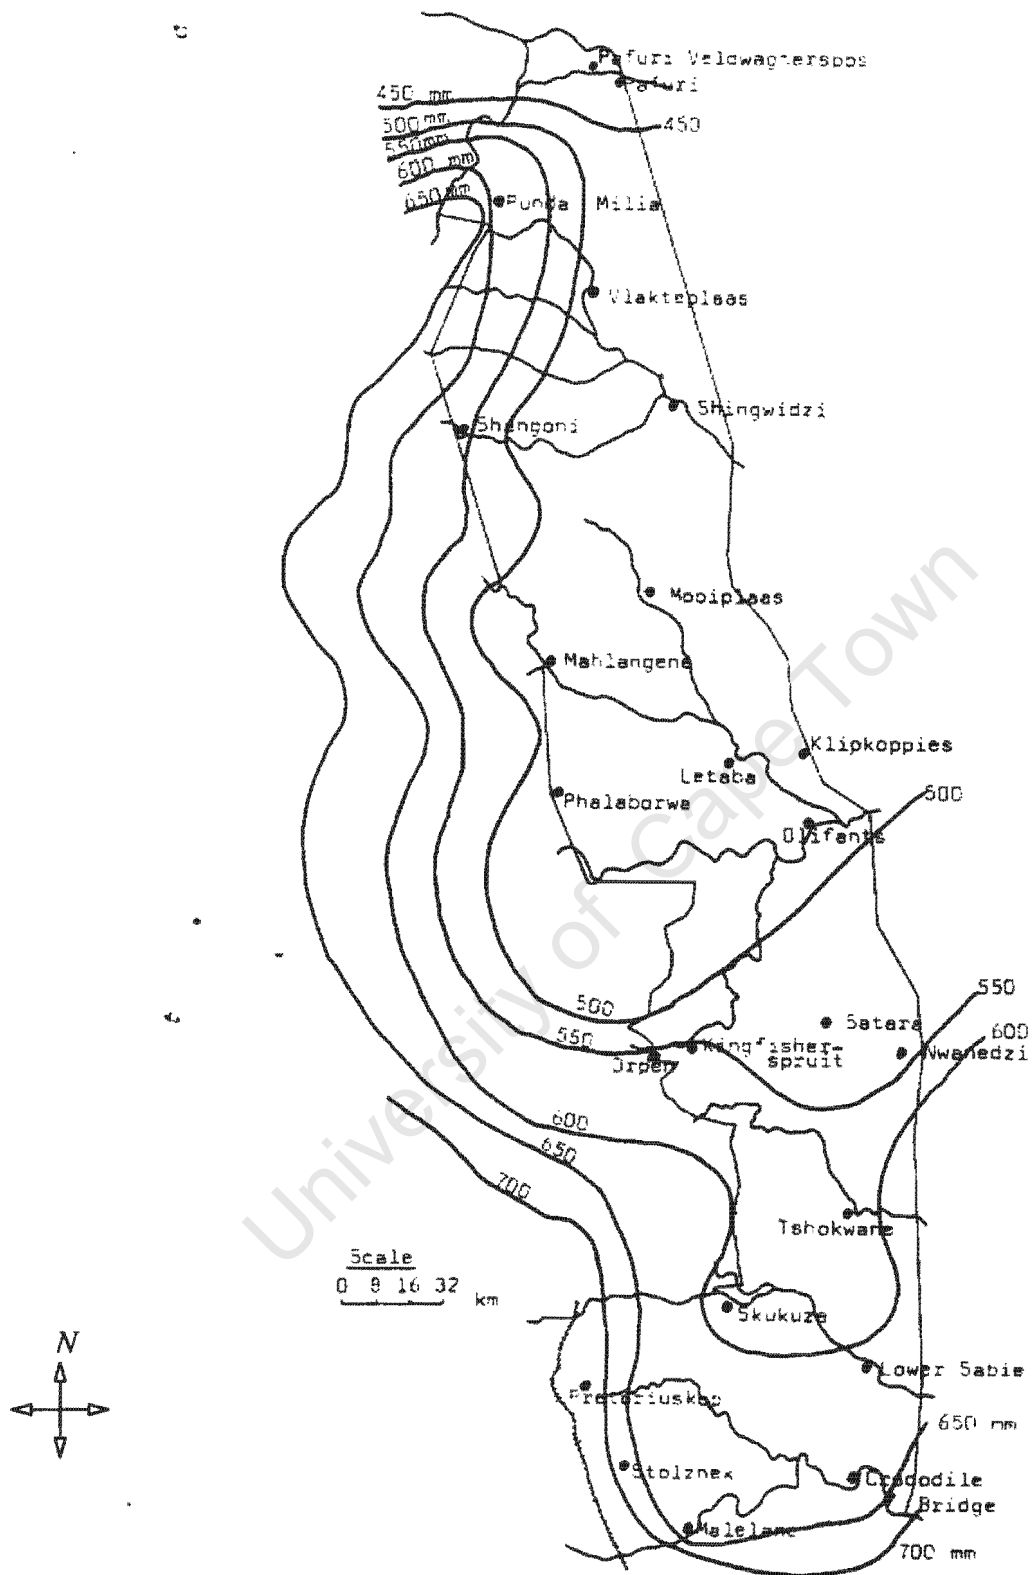 Pafuri Veldwagterspos
Pafuri
450 mm
450
500 mm
550mm
600 mm
650 mm
Punda Milia
Vlakteplaas
Shingwidzi
Shangoni
Mooiplaas
Mahlangene
Klipkoppies
Letaba
Phalaborwa
500
Olifants
550
500
Satara
600
550
Kingfisher-
spruit
Nwanedzi
Orpen
600
650
700
Tshokwane
Scale
0 8 16 32
km
Skukuza
N
Lower Sabie
Pretoriuskop
650 mm
Stolznek
Crocodile
Bridge
Malelane
700 mm
University of Cape Town